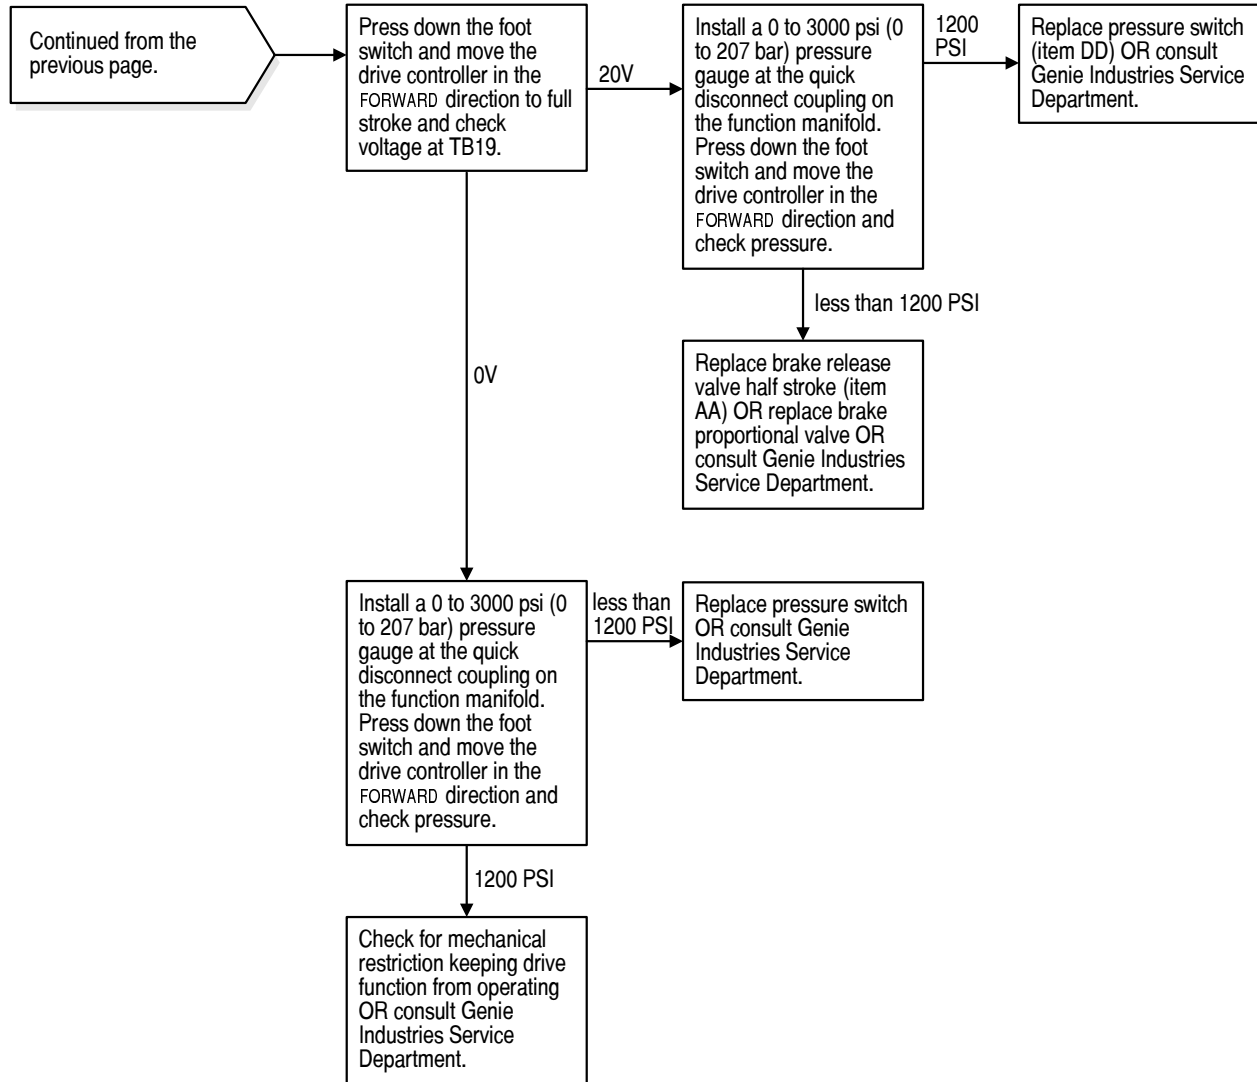 Continued from the
previous page.
Press down the foot
switch and move the
drive controller in the
FORWARD direction to full
stroke and check
voltage at TB19.
20V
Install a 0 to 3000 psi (0
to 207 bar) pressure
gauge at the quick
disconnect coupling on
the function manifold.
Press down the foot
switch and move the
drive controller in the
FORWARD direction and
check pressure.
1200
PSI
Replace pressure switch
(item DD) OR consult
Genie Industries Service
Department.
less than 1200 PSI
Replace brake release
valve half stroke (item
AA) OR replace brake
proportional valve OR
consult Genie Industries
Service Department.
0V
Install a 0 to 3000 psi (0
to 207 bar) pressure
gauge at the quick
disconnect coupling on
the function manifold.
Press down the foot
switch and move the
drive controller in the
FORWARD direction and
check pressure.
less than
1200 PSI
Replace pressure switch
OR consult Genie
Industries Service
Department.
1200 PSI
Check for mechanical
restriction keeping drive
function from operating
OR consult Genie
Industries Service
Department.